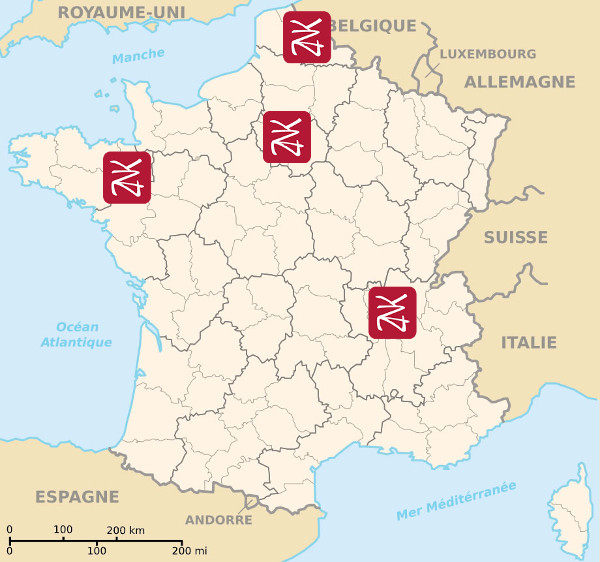 ROYAUME-UNI
BELGIQUE
Manche
LUXEMBOURG
ALLEMAGNE
SUISSE
Océan
Atlantique
ITALIE
ESPAGNE
ANDORRE
Mer Méditérranée
0 100 200 km
0 100 200 mi